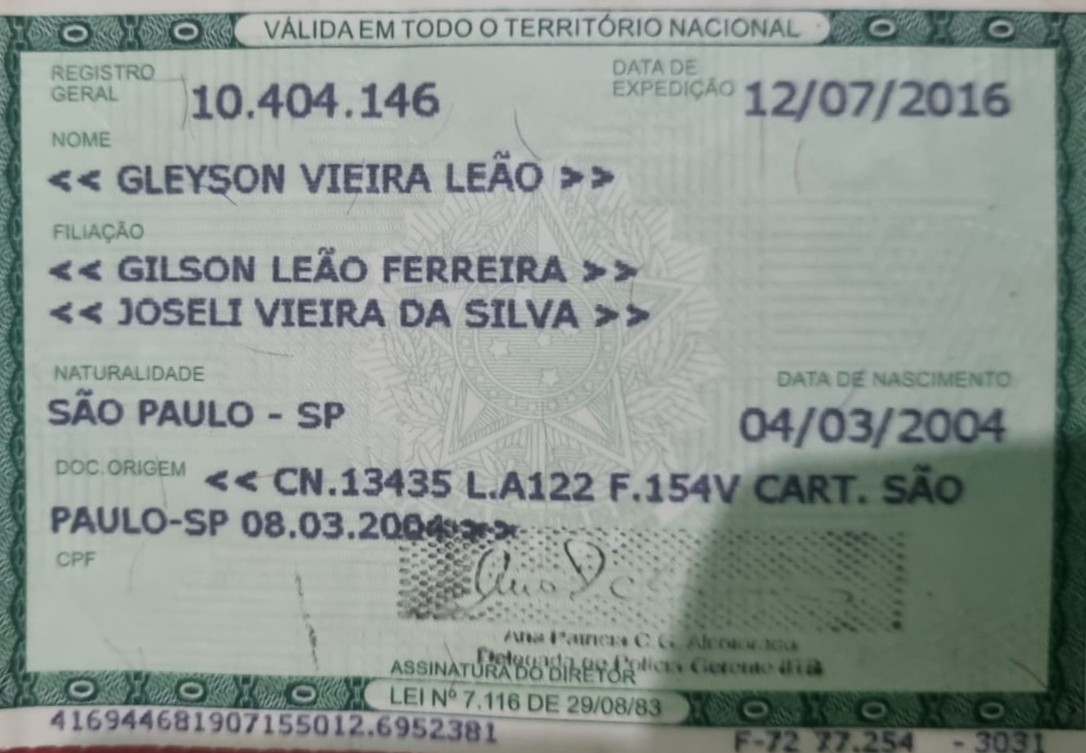 VÁLIDA EM TODO O TERRITÓRIO NACIONAL
REGISTRO GERAL 10.404.146 DATA DE EXPEDIÇÃO 12/07/2016
NOME
<< GLEYSON VIEIRA LEÃO >>
FILIAÇÃO
<< GILSON LEÃO FERREIRA >>
<< JOSELI VIEIRA DA SILVA >>
NATURALIDADE DATA DE NASCIMENTO
SÃO PAULO - SP 04/03/2004
DOC.ORIGEM << CN.13435 L.A122 F.154V CART. SÃO
PAULO-SP 08.03.2004 >>
CPF
Ana Patricia C. G.
Delegada de Policia Gerente IITB
ASSINATURA DO DIRETOR
LEI Nº 7.116 DE 29/08/83
416944681907155012.6952381
F-72 77.254 - 3031